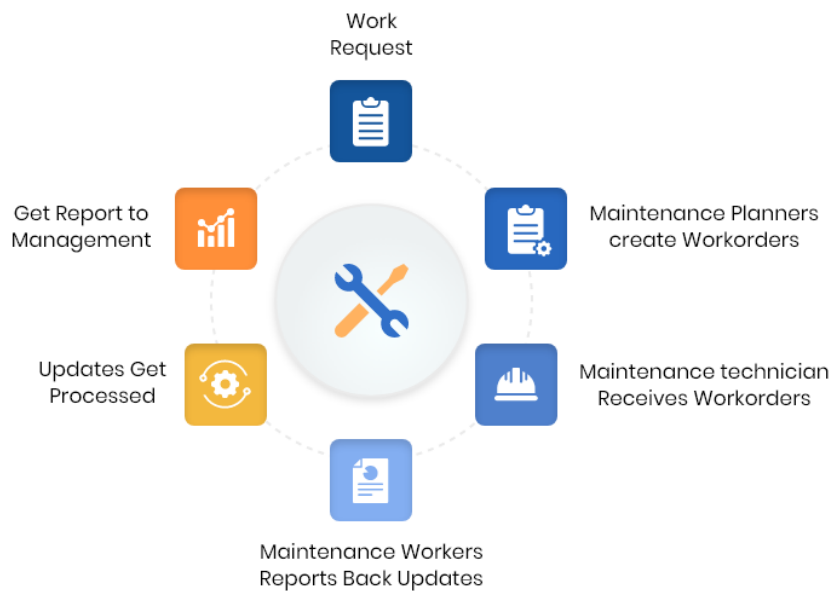 Work
Request
Maintenance Planners
create Workorders
Maintenance technician
Receives Workorders
Maintenance Workers
Reports Back Updates
Updates Get
Processed
Get Report to
Management